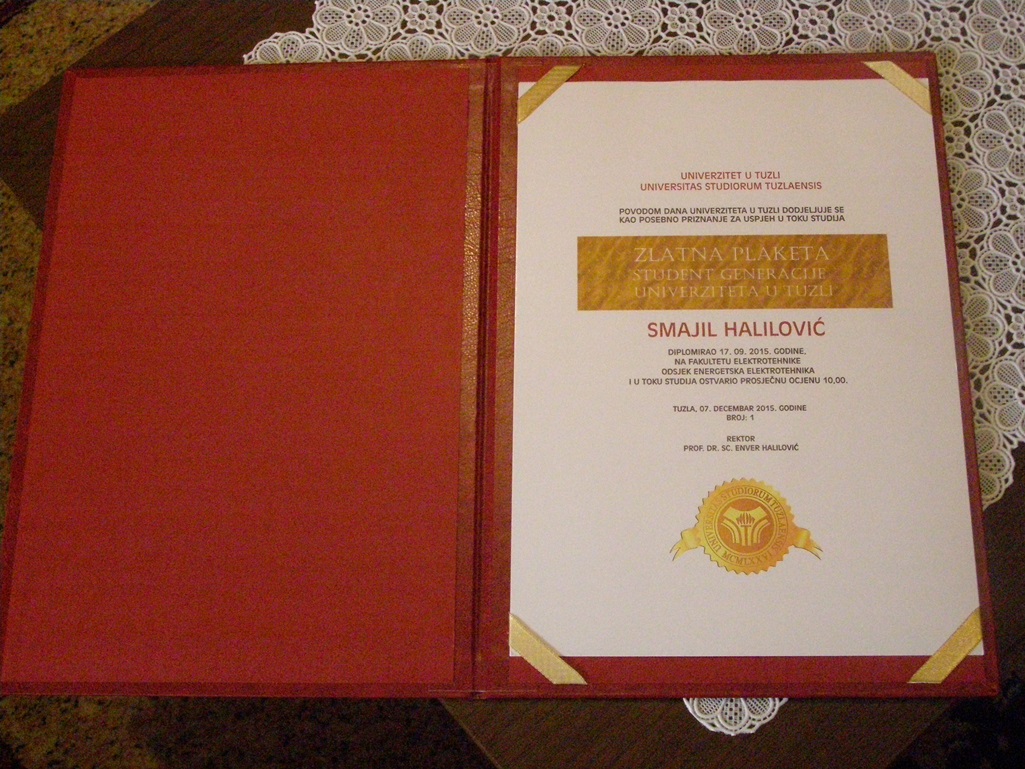 UNIVERZITET U TUZLI
UNIVERSITAS STUDIORUM TUZLAENSIS
POVODOM DANA UNIVERZITETA U TUZLI DODJELJUJE SE
KAO POSEBNO PRIZNANJE ZA USPJEH U TOKU STUDIJA
ZLATNA PLAKETA
STUDENT GENERACIJE
UNIVERZITETA U TUZLI
SMAJIL HALILOVIĆ
DIPLOMIRAO 17. 09. 2015. GODINE,
NA FAKULTETU ELEKTROTEHNIKE
ODSJEK ENERGETSKA ELEKTROTEHNIKA
I U TOKU STUDIJA OSTVARIO PROSJEČNU OCJENU 10,00.
TUZLA, 07. DECEMBAR 2015. GODINE
BROJ: 1
REKTOR
PROF. DR. SC. ENVER HALILOVIĆ
STUDIORUM